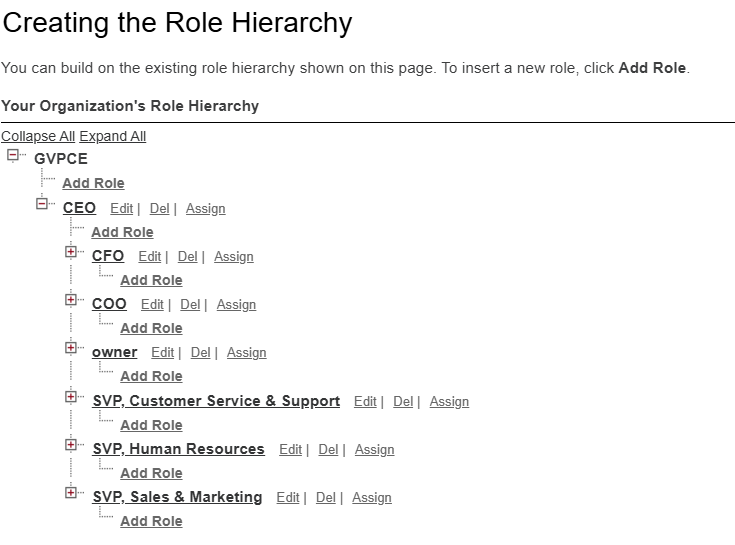 Creating the Role Hierarchy
You can build on the existing role hierarchy shown on this page. To insert a new role, click Add Role.
Your Organization's Role Hierarchy
Collapse All Expand All
GVPCE
Add Role
CEO Edit | Del | Assign
Add Role
CFO Edit | Del | Assign
Add Role
COO Edit | Del | Assign
Add Role
owner Edit | Del | Assign
Add Role
SVP, Customer Service & Support Edit | Del | Assign
Add Role
SVP, Human Resources Edit | Del | Assign
Add Role
SVP, Sales & Marketing Edit | Del | Assign
Add Role